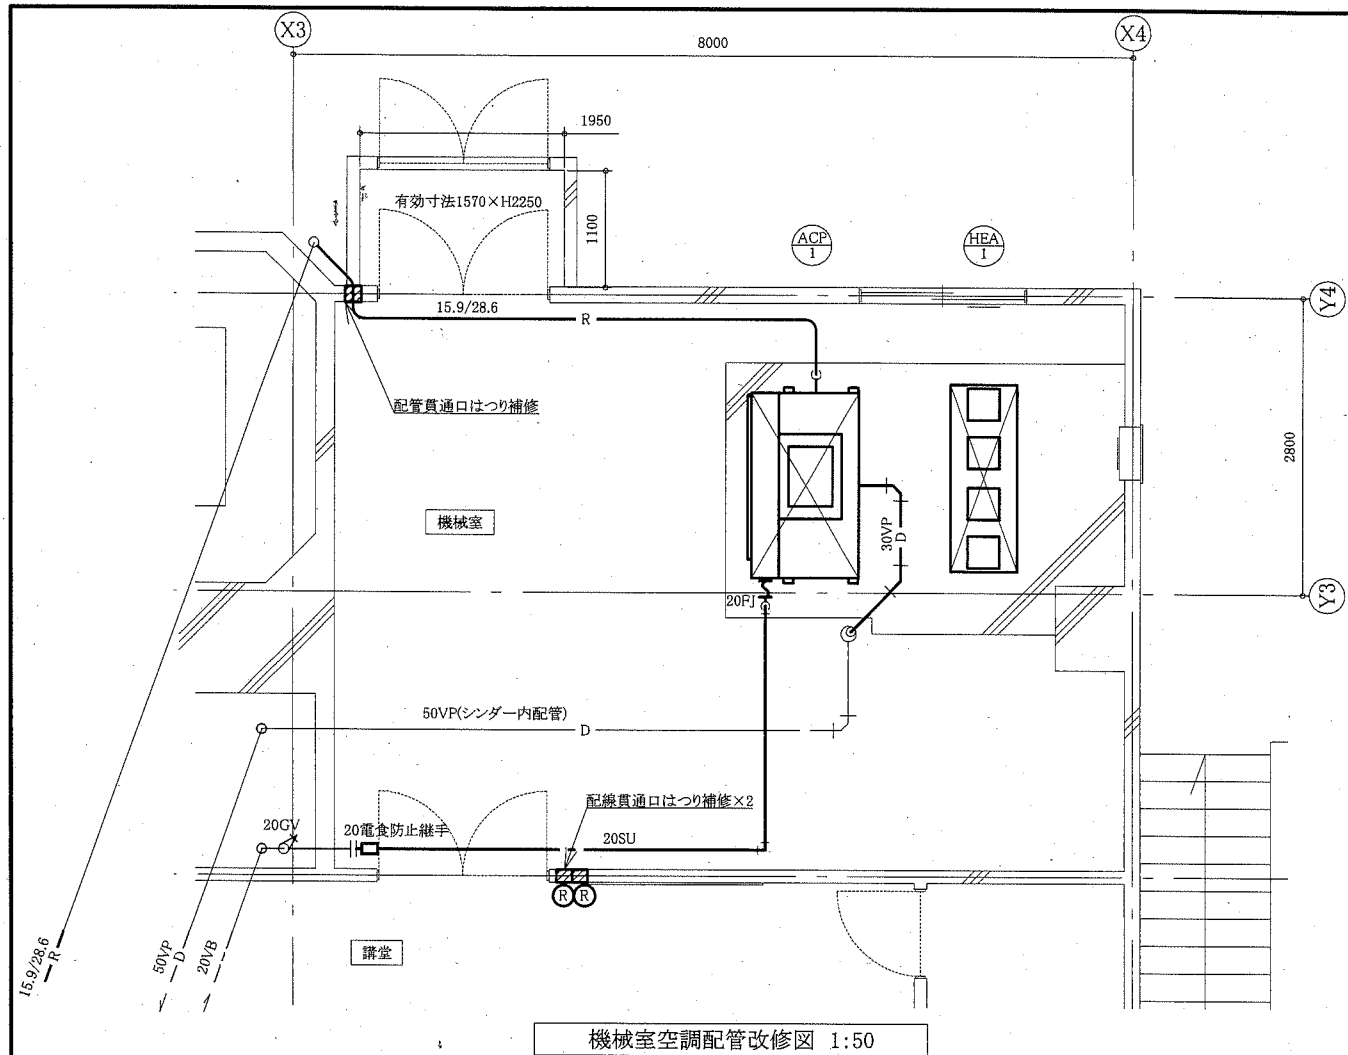 X3
X4
8000
1950
有効寸法1570×H2250
1100
ACP
1
HEA
1
Y4
15.9/28.6
R
配管貫通口はつり補修
2800
機械室
30VP
D
20FJ
Y3
50VP(シンダー内配管)
D
配線貫通口はつり補修×2
20GV
20電食防止継手
20SU
R
R
講堂
15.9/28.6
R
50VP
D
20VB
機械室空調配管改修図 1:50